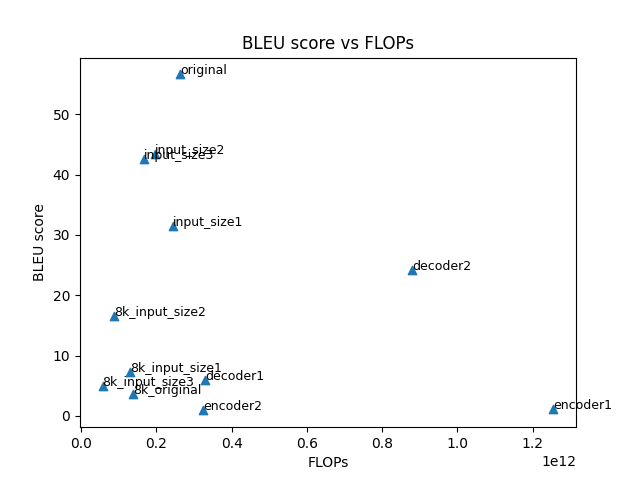 BLEU score vs FLOPs
original
50
input_size2
input_size3
40
input_size1
30
decoder2
20
8k_input_size2
10
8k_input_size1
decoder1
8k_input_size3
8k_original
encoder2
encoder1
0
BLEU score
0.0 0.2 0.4 0.6 0.8 1.0 1.2
1e12
FLOPs